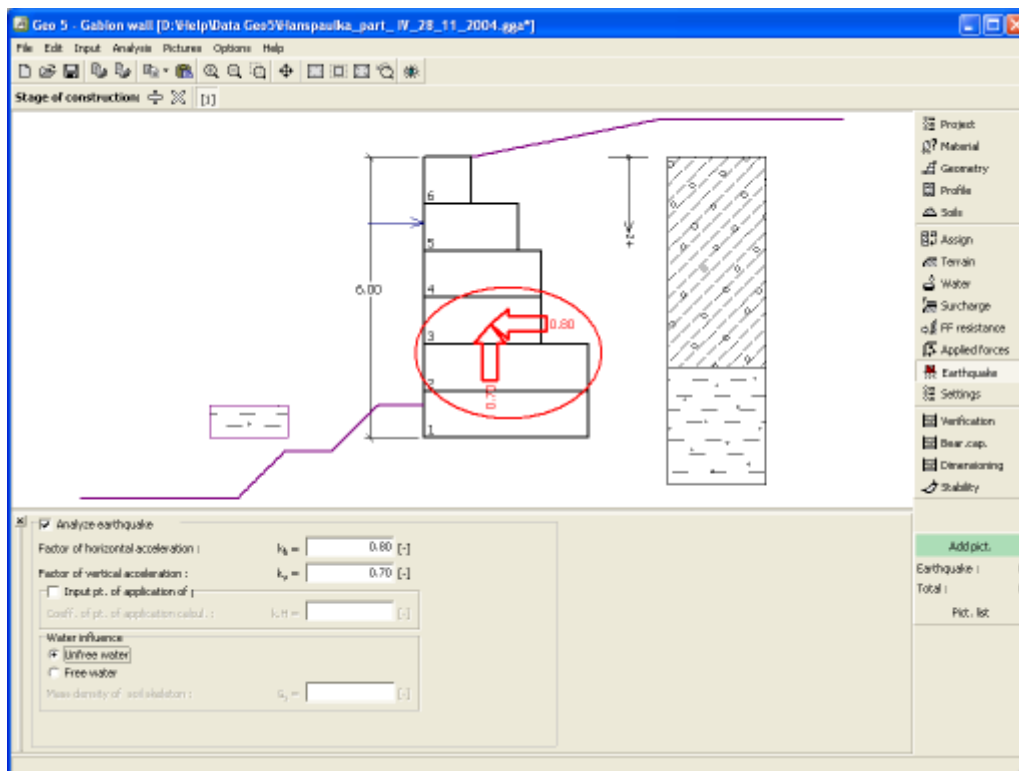 Geo 5 - Gabion wall [D:\Help\Data Geo5\Hanspaulka_part_ IV_28_11_2004.gga*]
File Edit Input Analysis Pictures Options Help
Stage of construction: [1]
6.00
6
5
4
3
2
1
0.80
0.70
+z
Project
Material
Geometry
Profile
Soils
Assign
Terrain
Water
Surcharge
FF resistance
Applied forces
Earthquake
Settings
Verification
Bear.cap.
Dimensioning
Stability
Analyze earthquake
Factor of horizontal acceleration : kh = 0.80 [-]
Factor of vertical acceleration : kv = 0.70 [-]
Input pt. of application of :
Coeff. of pt. of application calcul. : k.H = [-]
Water influence
Unfree water
Free water
Mass density of soil skeleton : Gs = [-]
Add pict.
Earthquake :
Total :
Pict. list